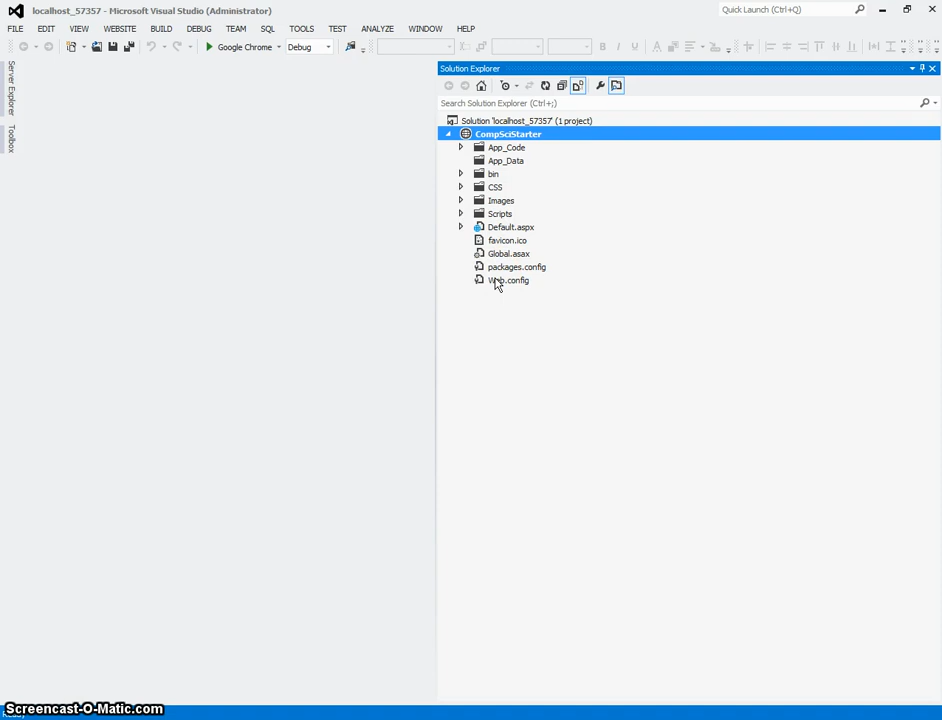 localhost_57357 - Microsoft Visual Studio (Administrator)
Quick Launch (Ctrl+Q)
FILE EDIT VIEW WEBSITE BUILD DEBUG TEAM SQL TOOLS TEST ANALYZE WINDOW HELP
Google Chrome Debug
Server Explorer
Toolbox
Solution Explorer
Search Solution Explorer (Ctrl+;)
Solution 'localhost_57357' (1 project)
CompSciStarter
App_Code
App_Data
bin
CSS
Images
Scripts
Default.aspx
favicon.ico
Global.asax
packages.config
Web.config
Screencast-O-Matic.com